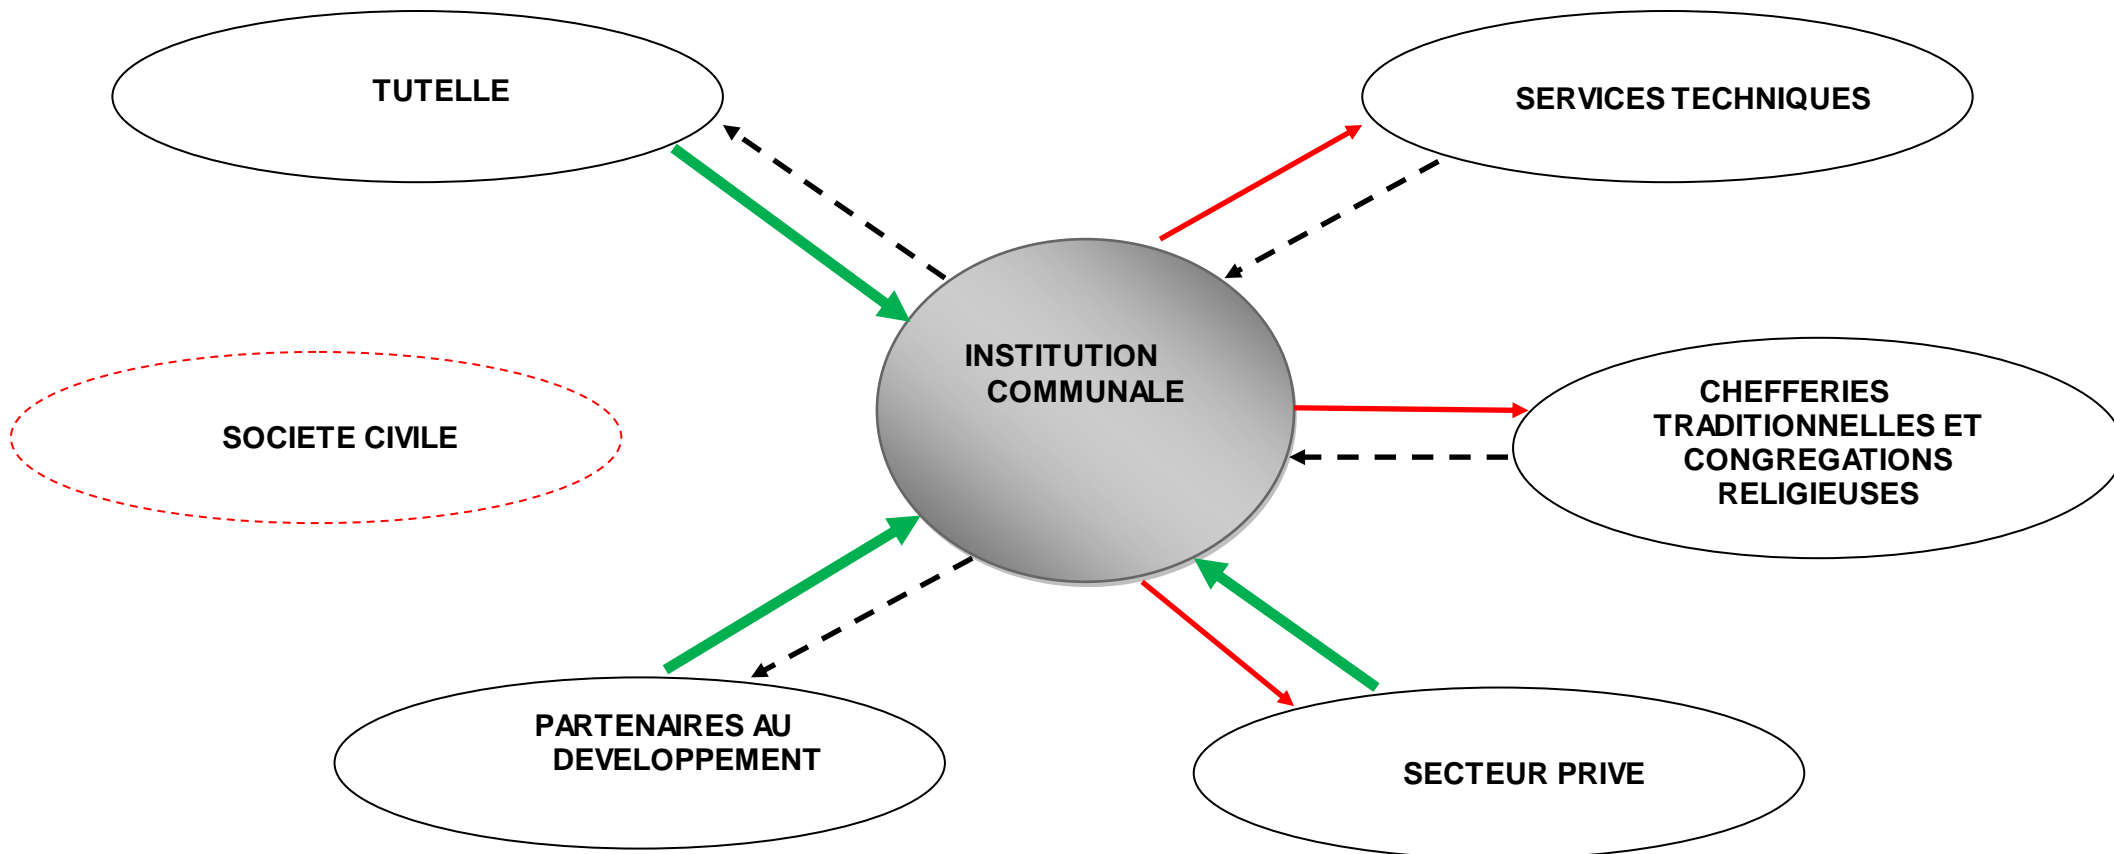 TUTELLE
SERVICES TECHNIQUES
INSTITUTION
COMMUNALE
SOCIETE CIVILE
CHEFFERIES
TRADITIONNELLES ET
CONGREGATIONS
RELIGIEUSES
PARTENAIRES AU
DEVELOPPEMENT
SECTEUR PRIVE